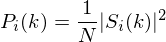 P_i(k) = \frac{1}{N}|S_i(k)|^2